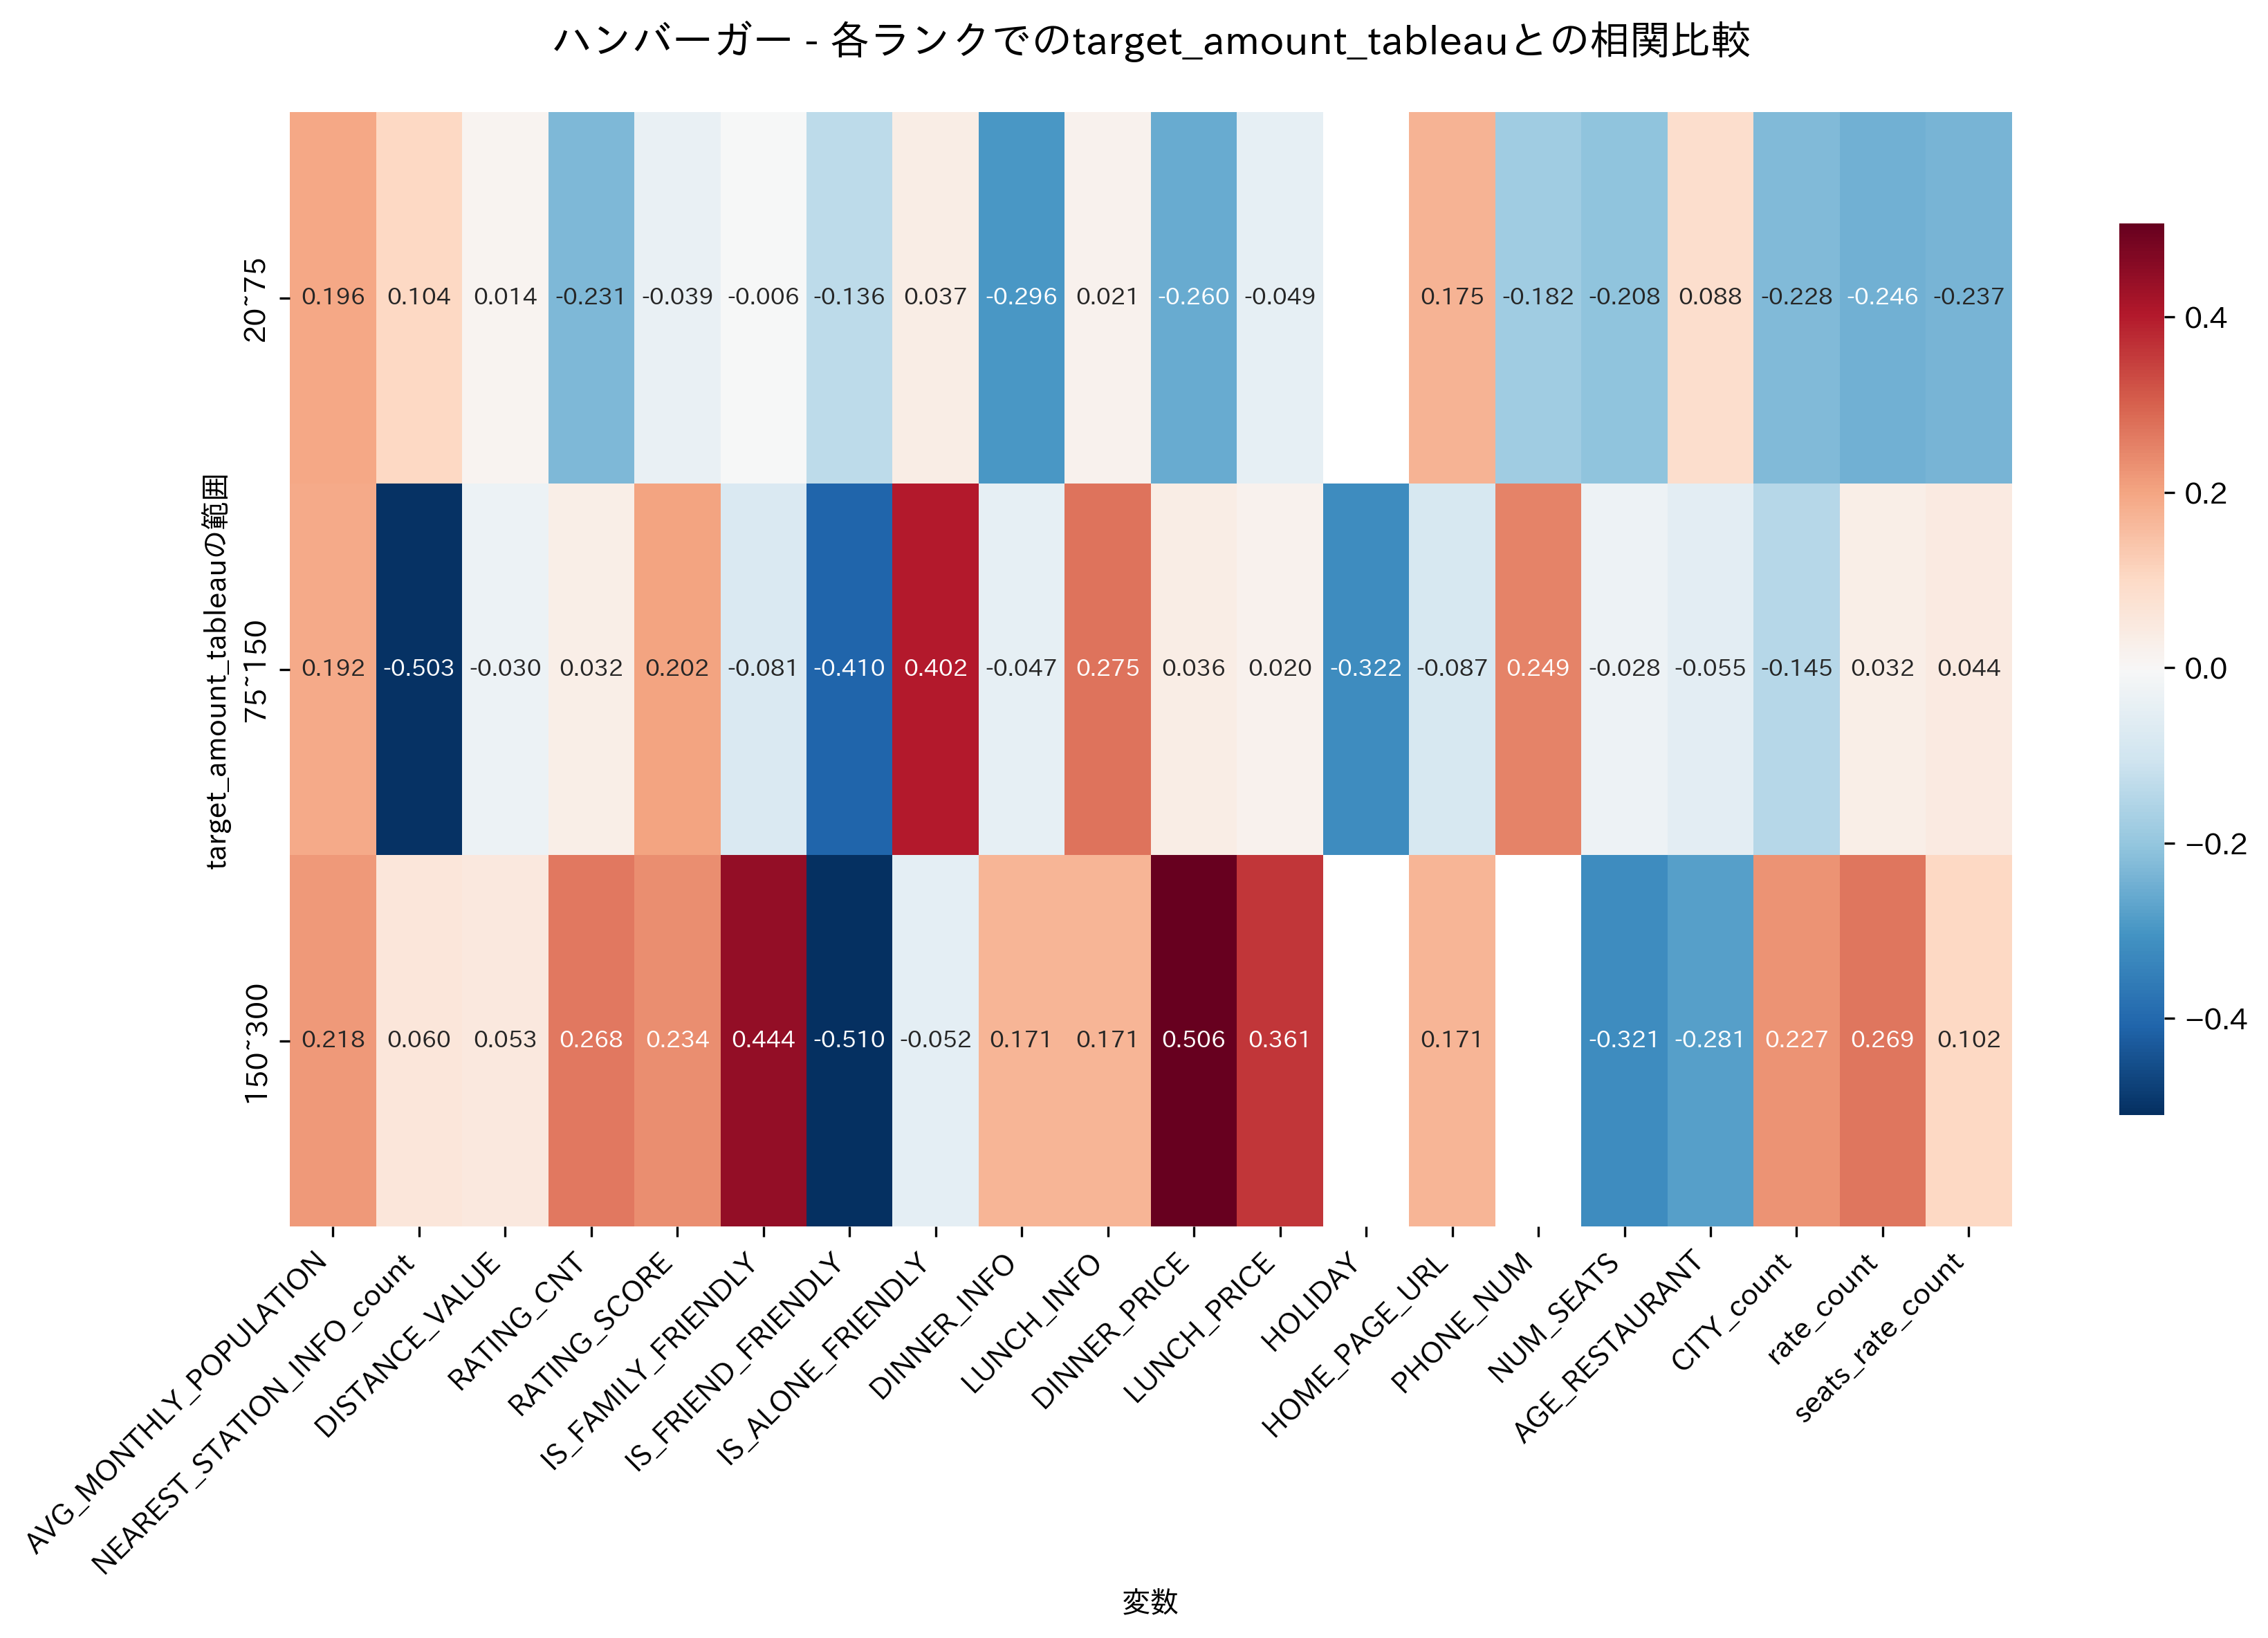 ハンバーガー - 各ランクでのtarget_amount_tableauとの相関比較
target_amount_tableauの範囲
20~75
0.196 0.104 0.014 -0.231 -0.039 -0.006 -0.136 0.037 -0.296 0.021 -0.260 -0.049 0.175 -0.182 -0.208 0.088 -0.228 -0.246 -0.237
75~150
0.192 -0.503 -0.030 0.032 0.202 -0.081 -0.410 0.402 -0.047 0.275 0.036 0.020 -0.322 -0.087 0.249 -0.028 -0.055 -0.145 0.032 0.044
150~300
0.218 0.060 0.053 0.268 0.234 0.444 -0.510 -0.052 0.171 0.171 0.506 0.361 0.171 -0.321 -0.281 0.227 0.269 0.102
AVG_MONTHLY_POPULATION
NEAREST_STATION_INFO_count
DISTANCE_VALUE
RATING_CNT
RATING_SCORE
IS_FAMILY_FRIENDLY
IS_FRIEND_FRIENDLY
IS_ALONE_FRIENDLY
DINNER_INFO
LUNCH_INFO
DINNER_PRICE
LUNCH_PRICE
HOLIDAY
HOME_PAGE_URL
PHONE_NUM
NUM_SEATS
AGE_RESTAURANT
CITY_count
rate_count
seats_rate_count
変数
0.4
0.2
0.0
−0.2
−0.4